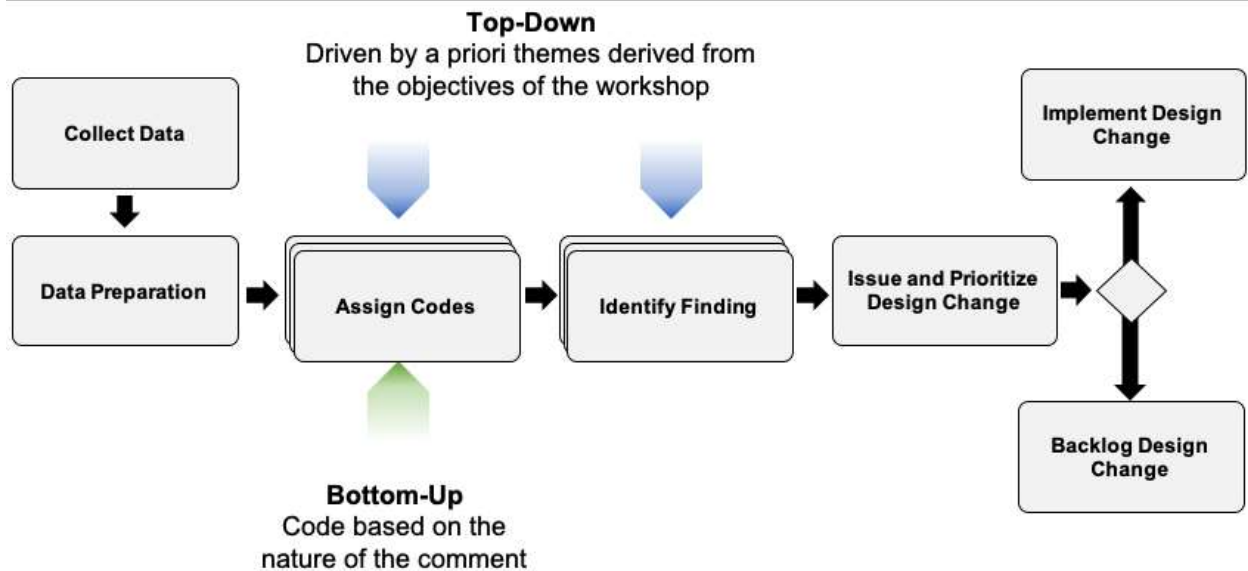 Top-Down
Driven by a priori themes derived from
the objectives of the workshop
Collect Data
Implement Design
Change
Data Preparation
Assign Codes
Identify Finding
Issue and Prioritize
Design Change
Backlog Design
Change
Bottom-Up
Code based on the
nature of the comment